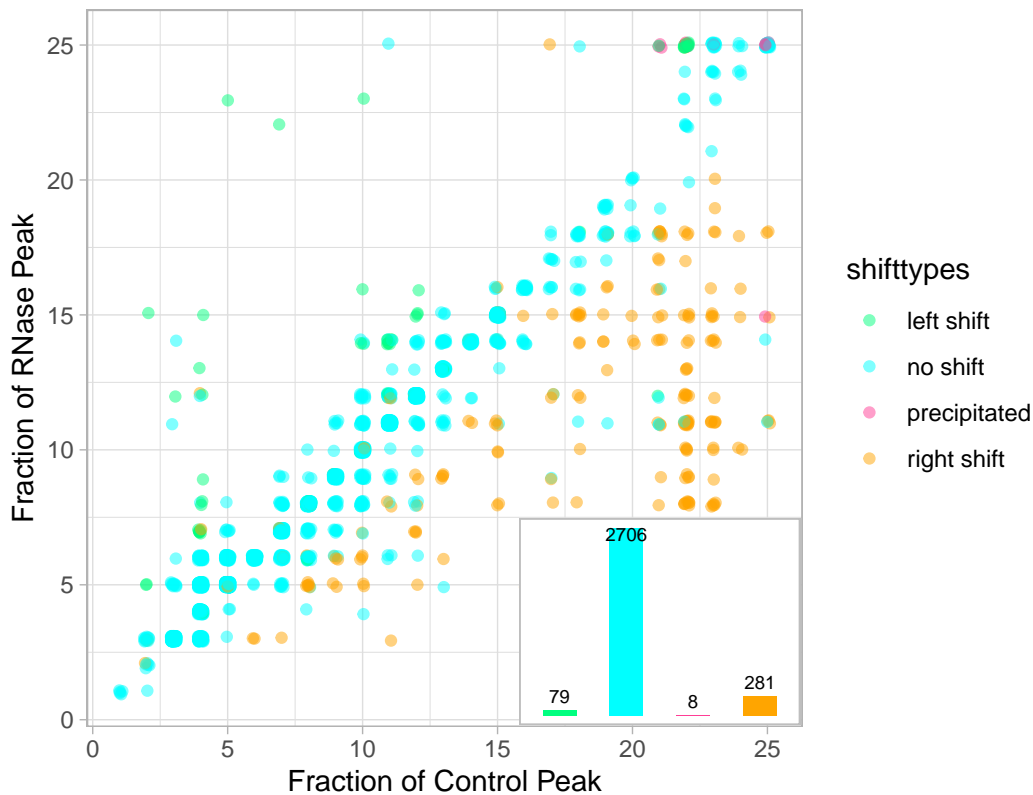 25
20
15
10
5
0
Fraction of RNase Peak
0 5 10 15 20 25
Fraction of Control Peak
79
2706
8
281
shifttypes
left shift
no shift
precipitated
right shift